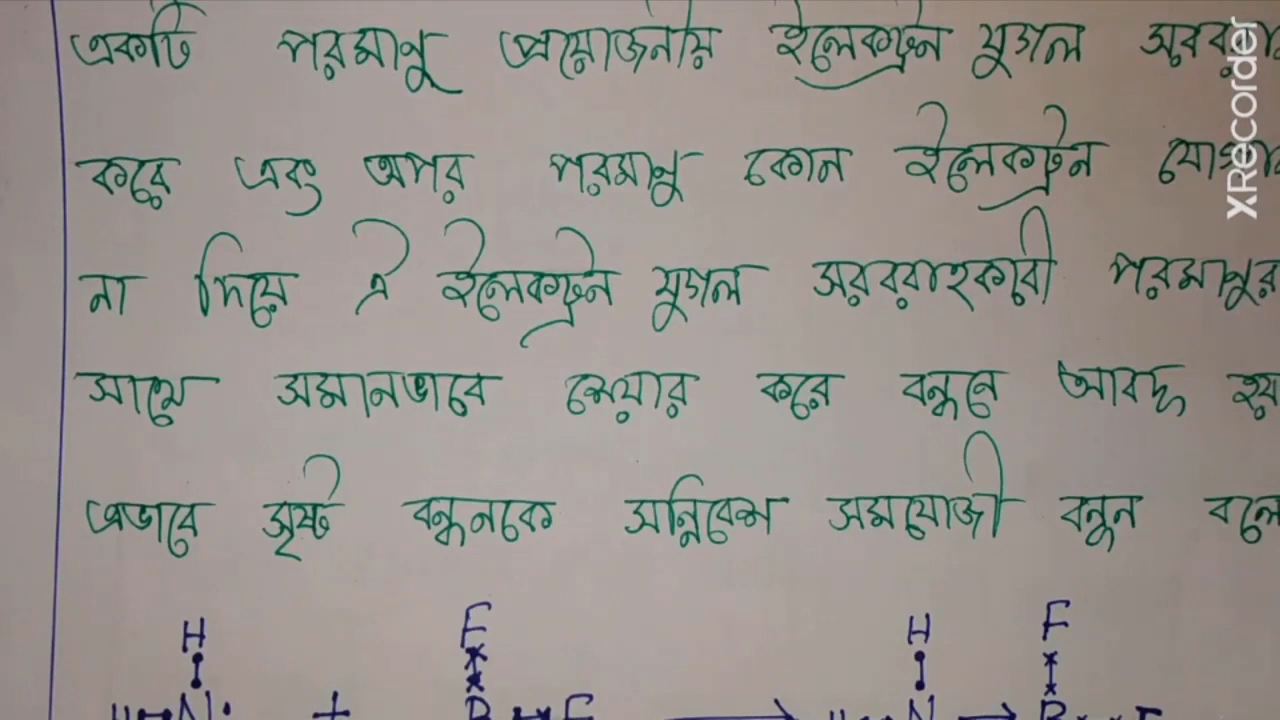 একটি পরমাণু প্রয়োজনীয় ইলেকট্রন যুগল
করে এবং অপর পরমাণু কোন ইলেকট্রন
না দিয়ে ঐ ইলেকট্রন যুগল সরবরাহকারী পরমাণুর
সাথে সমানভাবে শেয়ার করে বন্ধনে আবদ্ধ হয়
এভাবে সৃষ্ট বন্ধনকে সন্নিবেশ সমযোজী বন্ধন বলে
H F H F
N + B F N B
XRecorder